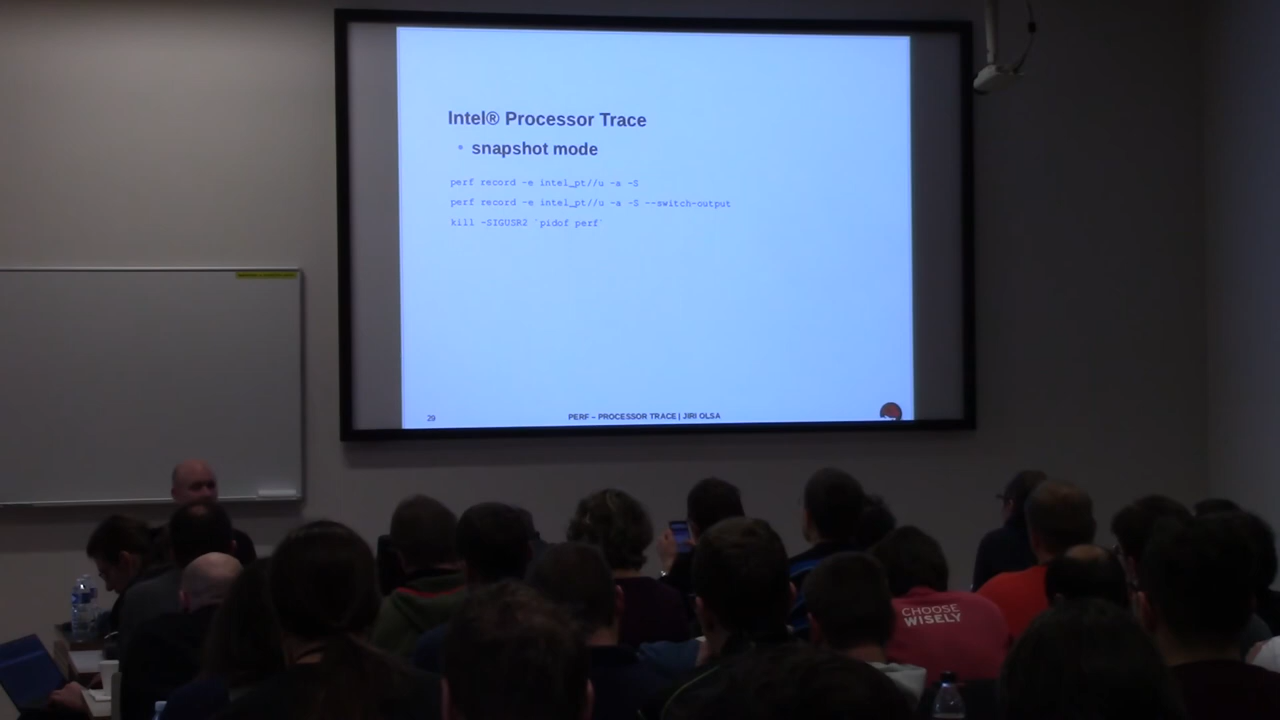 Intel® Processor Trace
• snapshot mode
perf record -e intel_pt//u -a -S
perf record -e intel_pt//u -a -S --switch-output
kill -SIGUSR2 `pidof perf`
29
PERF – PROCESSOR TRACE | JIRI OLSA
CHOOSE
WISELY